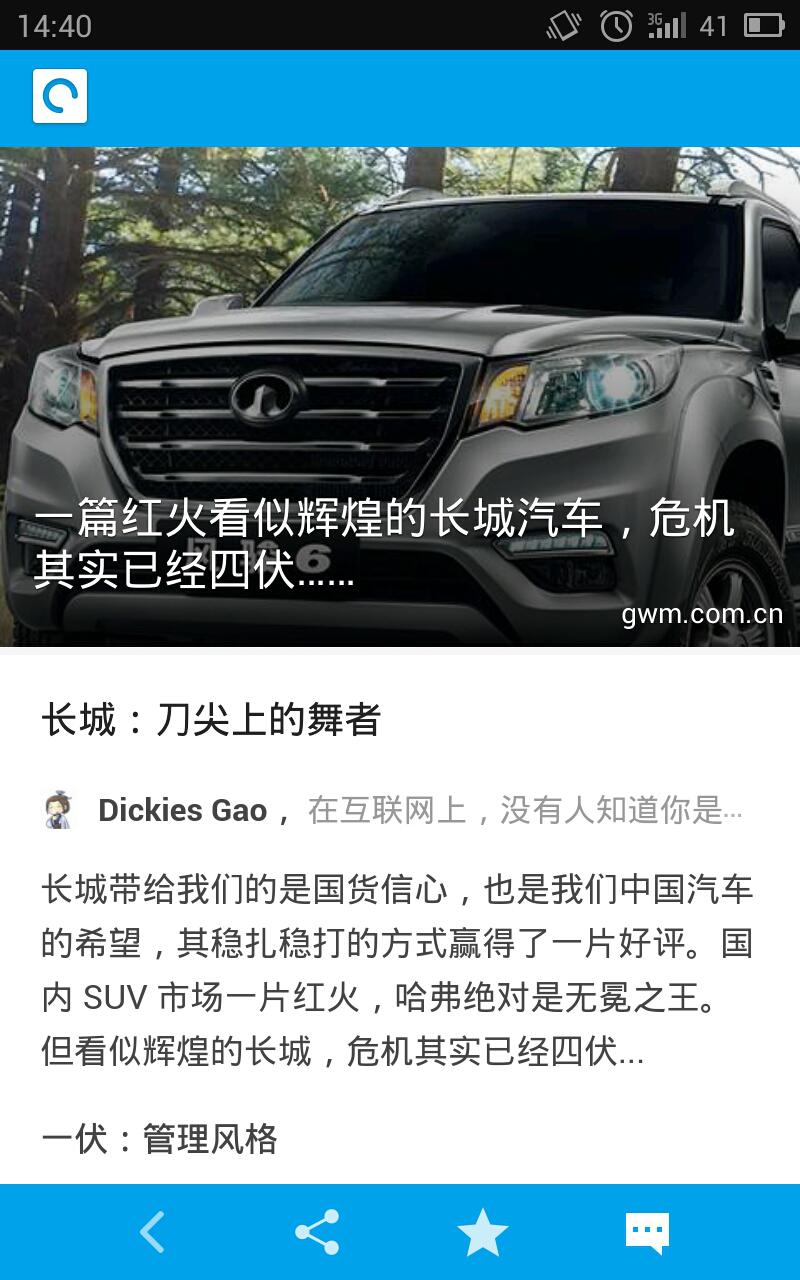 14:40
3G
41
一篇红火看似辉煌的长城汽车，危机
其实已经四伏……
gwm.com.cn
长城：刀尖上的舞者
Dickies Gao， 在互联网上，没有人知道你是...
长城带给我们的是国货信心，也是我们中国汽车
的希望，其稳扎稳打的方式赢得了一片好评。国
内 SUV 市场一片红火，哈弗绝对是无冕之王。
但看似辉煌的长城，危机其实已经四伏...
一伏：管理风格